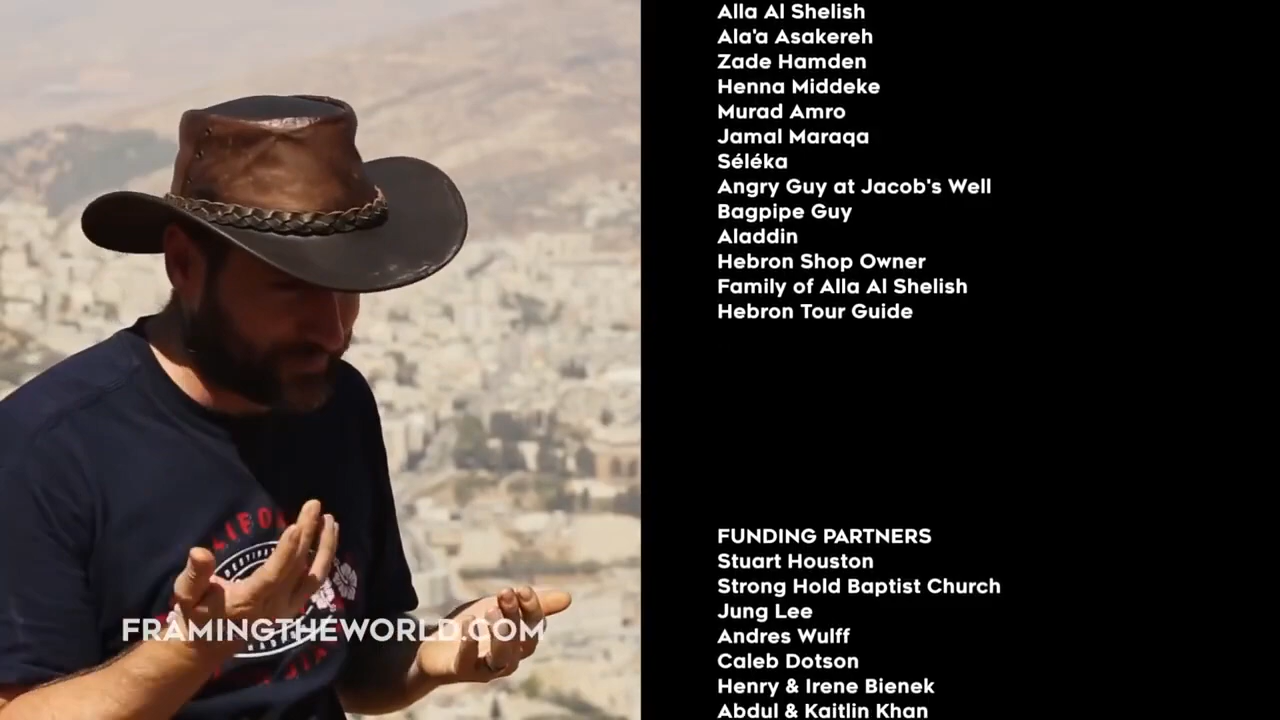 FRAMINGTHEWORLD.COM
Alla Al Shelish
Ala'a Asakereh
Zade Hamden
Henna Middeke
Murad Amro
Jamal Maraqa
Séléka
Angry Guy at Jacob's Well
Bagpipe Guy
Aladdin
Hebron Shop Owner
Family of Alla Al Shelish
Hebron Tour Guide
FUNDING PARTNERS
Stuart Houston
Strong Hold Baptist Church
Jung Lee
Andres Wulff
Caleb Dotson
Henry & Irene Bienek
Abdul & Kaitlin Khan